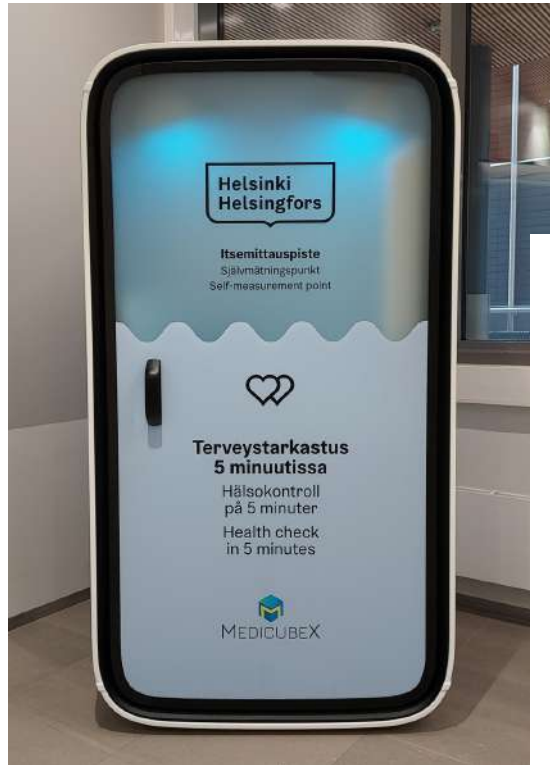 Helsinki
Helsingfors
Itsemittauspiste
Självmätningspunkt
Self-measurement point
Terveystarkastus
5 minuutissa
Hälsokontroll
på 5 minuter
Health check
in 5 minutes
MEDICUBEX